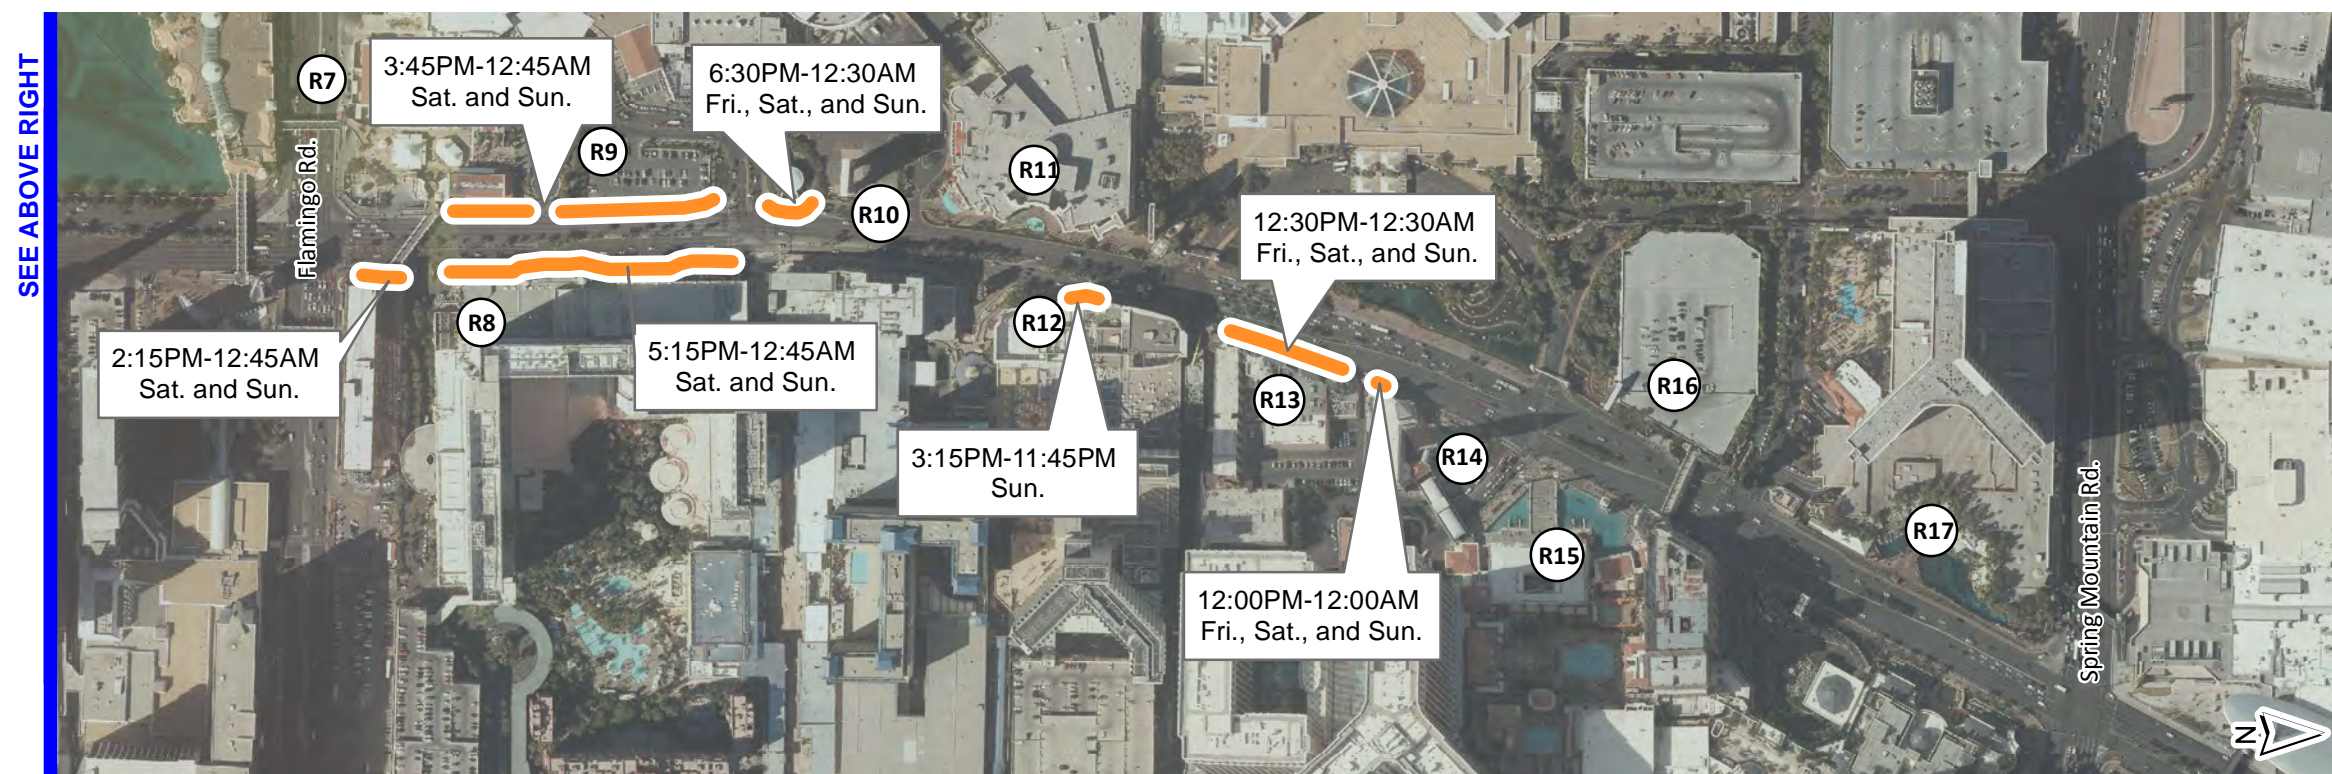 SEE ABOVE RIGHT
R7
Flamingo Rd.
3:45PM-12:45AM
Sat. and Sun.
R9
6:30PM-12:30AM
Fri., Sat., and Sun.
R10
R11
12:30PM-12:30AM
Fri., Sat., and Sun.
2:15PM-12:45AM
Sat. and Sun.
R8
5:15PM-12:45AM
Sat. and Sun.
R12
3:15PM-11:45PM
Sun.
R13
12:00PM-12:00AM
Fri., Sat., and Sun.
R14
R15
R16
R17
Spring Mountain Rd.
N